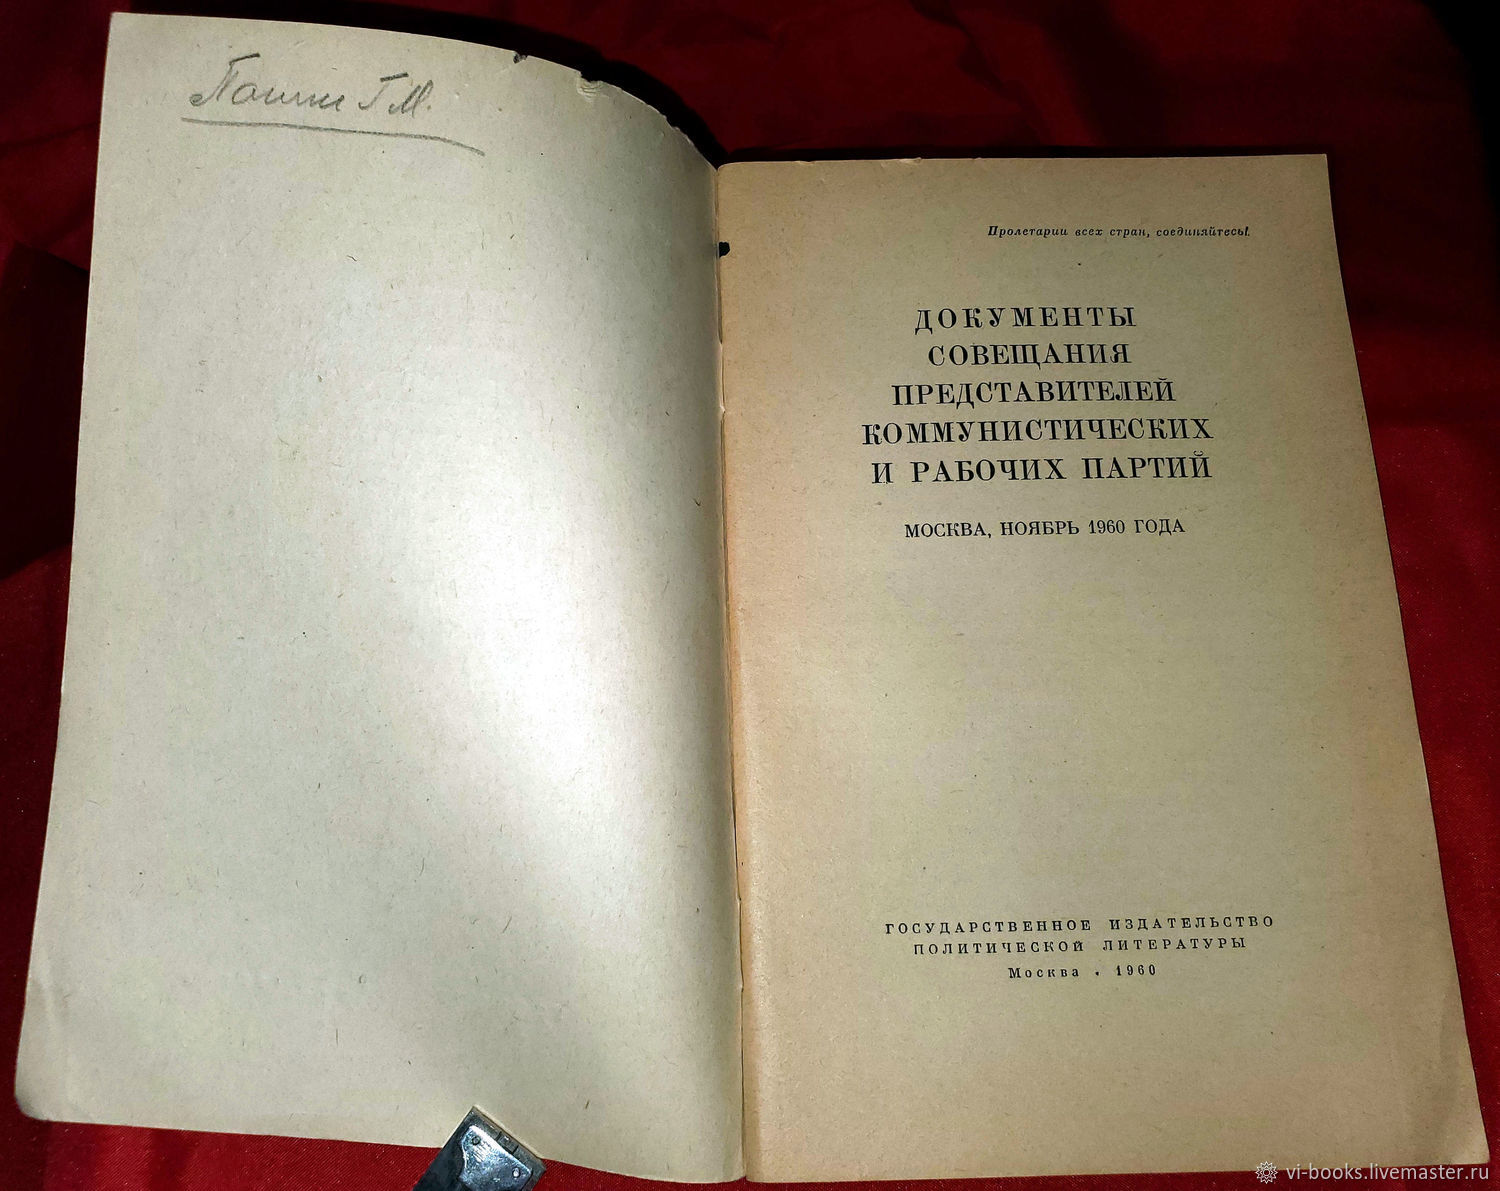 Г М.
Пролетарии всех стран, соединяйтесь!
ДОКУМЕНТЫ
СОВЕЩАНИЯ
ПРЕДСТАВИТЕЛЕЙ
КОММУНИСТИЧЕСКИХ
И РАБОЧИХ ПАРТИЙ
МОСКВА, НОЯБРЬ 1960 ГОДА
ГОСУДАРСТВЕННОЕ ИЗДАТЕЛЬСТВО
ПОЛИТИЧЕСКОЙ ЛИТЕРАТУРЫ
Москва • 1960
vi-books.livemaster.ru